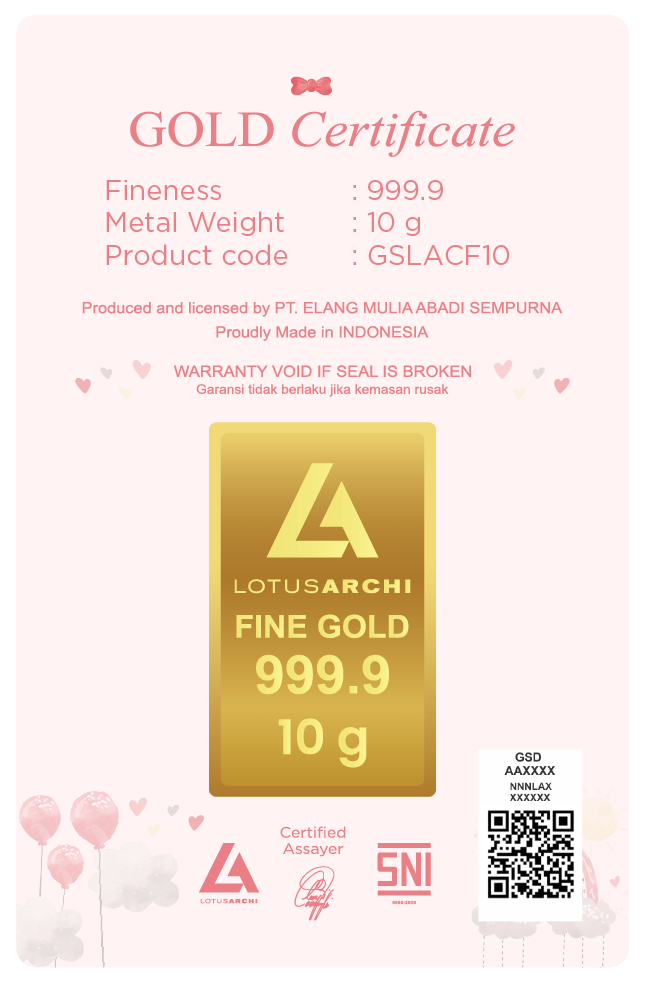 GOLD Certificate
Fineness : 999.9
Metal Weight : 10 g
Product code : GSLACF10
Produced and licensed by PT. ELANG MULIA ABADI SEMPURNA
Proudly Made in INDONESIA
WARRANTY VOID IF SEAL IS BROKEN
Garansi tidak berlaku jika kemasan rusak
LOTUSARCHI
FINE GOLD
999.9
10 g
GSD
AAXXXX
NNNLAX
XXXXXX
Certified
Assayer
LOTUSARCHI
SNI